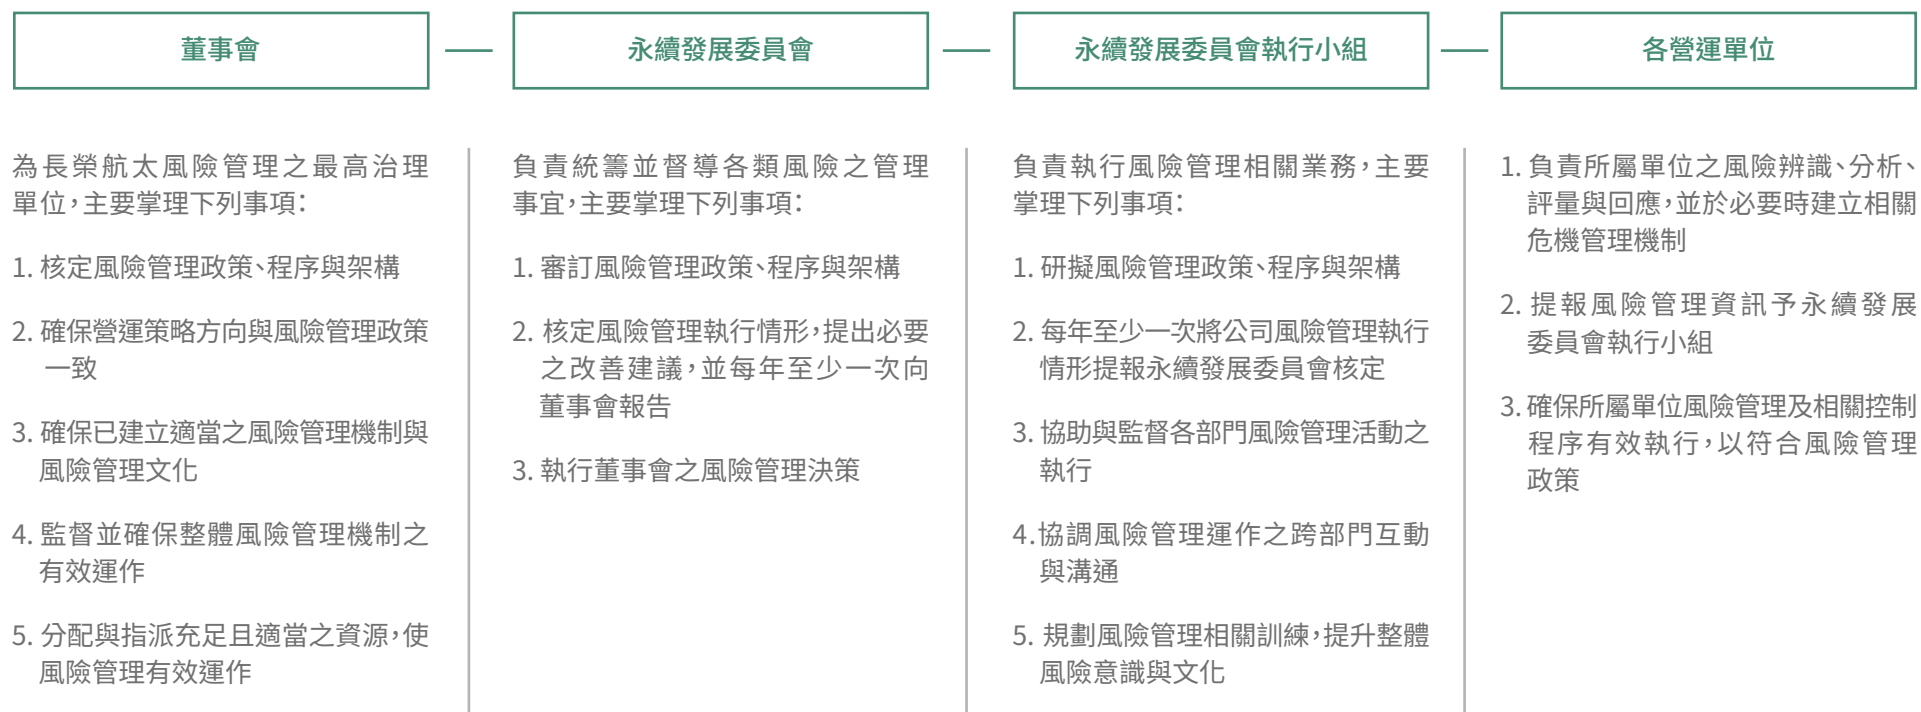 董事會
永續發展委員會
永續發展委員會執行小組
各營運單位
為長榮航太風險管理之最高治理
單位,主要掌理下列事項:
1. 核定風險管理政策、程序與架構
2. 確保營運策略方向與風險管理政策
一致
3. 確保已建立適當之風險管理機制與
風險管理文化
4. 監督並確保整體風險管理機制之
有效運作
5. 分配與指派充足且適當之資源,使
風險管理有效運作
負責統籌並督導各類風險之管理
事宜,主要掌理下列事項:
1. 審訂風險管理政策、程序與架構
2. 核定風險管理執行情形,提出必要
之改善建議,並每年至少一次向
董事會報告
3. 執行董事會之風險管理決策
負責執行風險管理相關業務,主要
掌理下列事項:
1. 研擬風險管理政策、程序與架構
2. 每年至少一次將公司風險管理執行
情形提報永續發展委員會核定
3. 協助與監督各部門風險管理活動之
執行
4.協調風險管理運作之跨部門互動
與溝通
5. 規劃風險管理相關訓練,提升整體
風險意識與文化
1. 負責所屬單位之風險辨識、分析、
評量與回應,並於必要時建立相關
危機管理機制
2. 提報風險管理資訊予永續發展
委員會執行小組
3. 確保所屬單位風險管理及相關控制
程序有效執行,以符合風險管理
政策